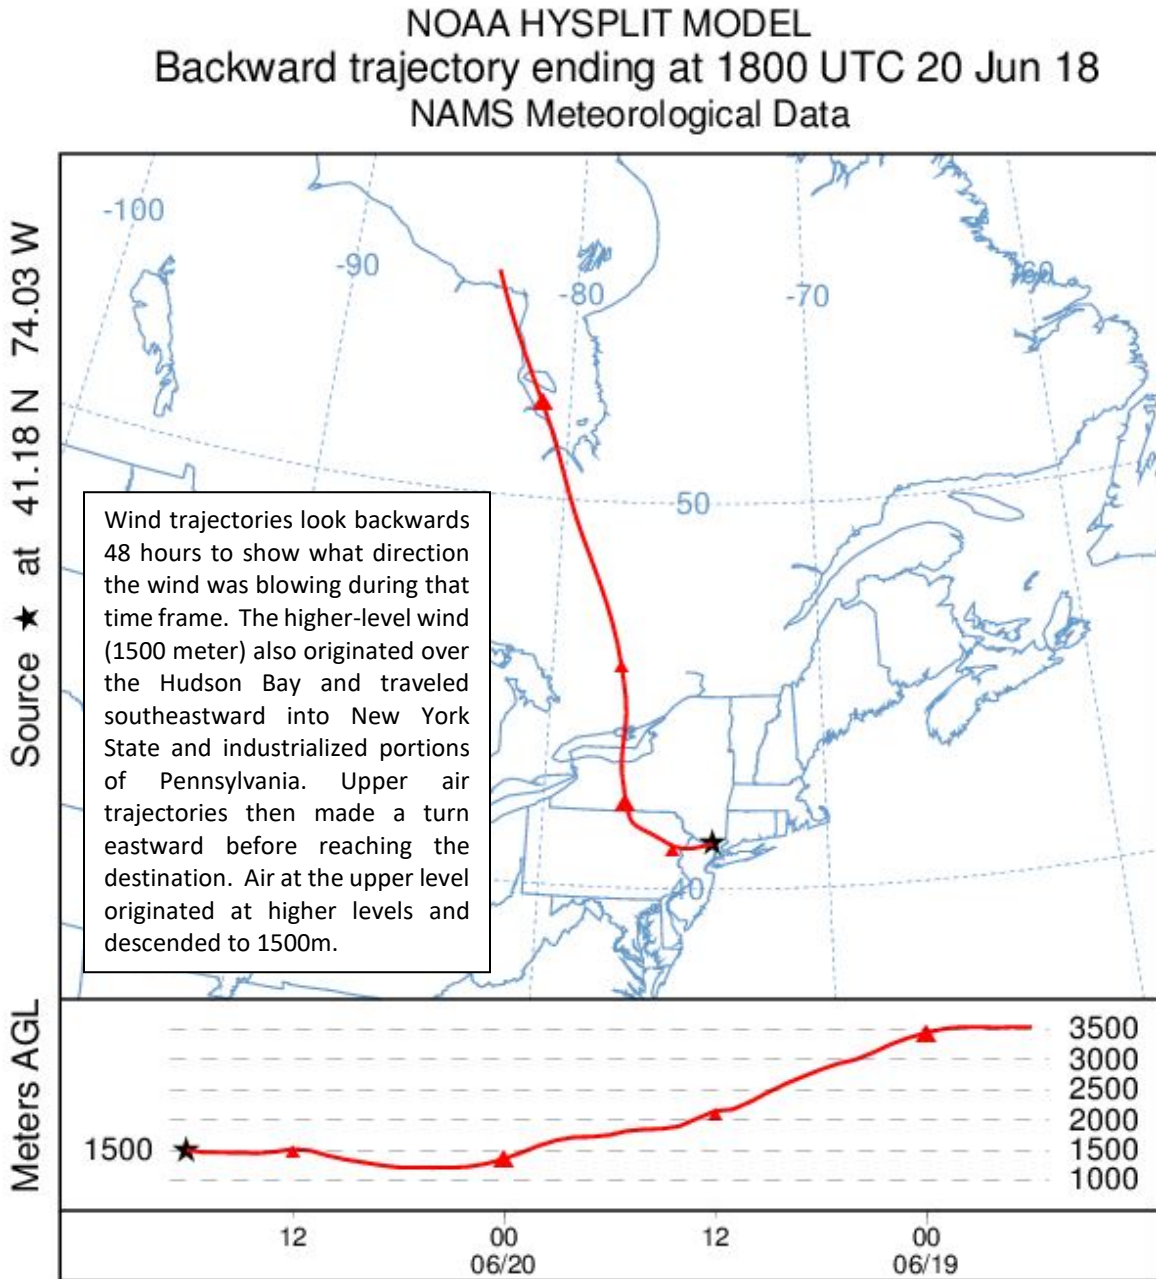 NOAA HYSPLIT MODEL
Backward trajectory ending at 1800 UTC 20 Jun 18
NAMS Meteorological Data
Source ★ at 41.18 N 74.03 W
-100
-90
-80
-70
-60
50
40
Wind trajectories look backwards
48 hours to show what direction
the wind was blowing during that
time frame. The higher-level wind
(1500 meter) also originated over
the Hudson Bay and traveled
southeastward into New York
State and industrialized portions
of Pennsylvania. Upper air
trajectories then made a turn
eastward before reaching the
destination. Air at the upper level
originated at higher levels and
descended to 1500m.
Meters AGL
1500
3500
3000
2500
2000
1500
1000
12 00 12 00
06/20 06/19